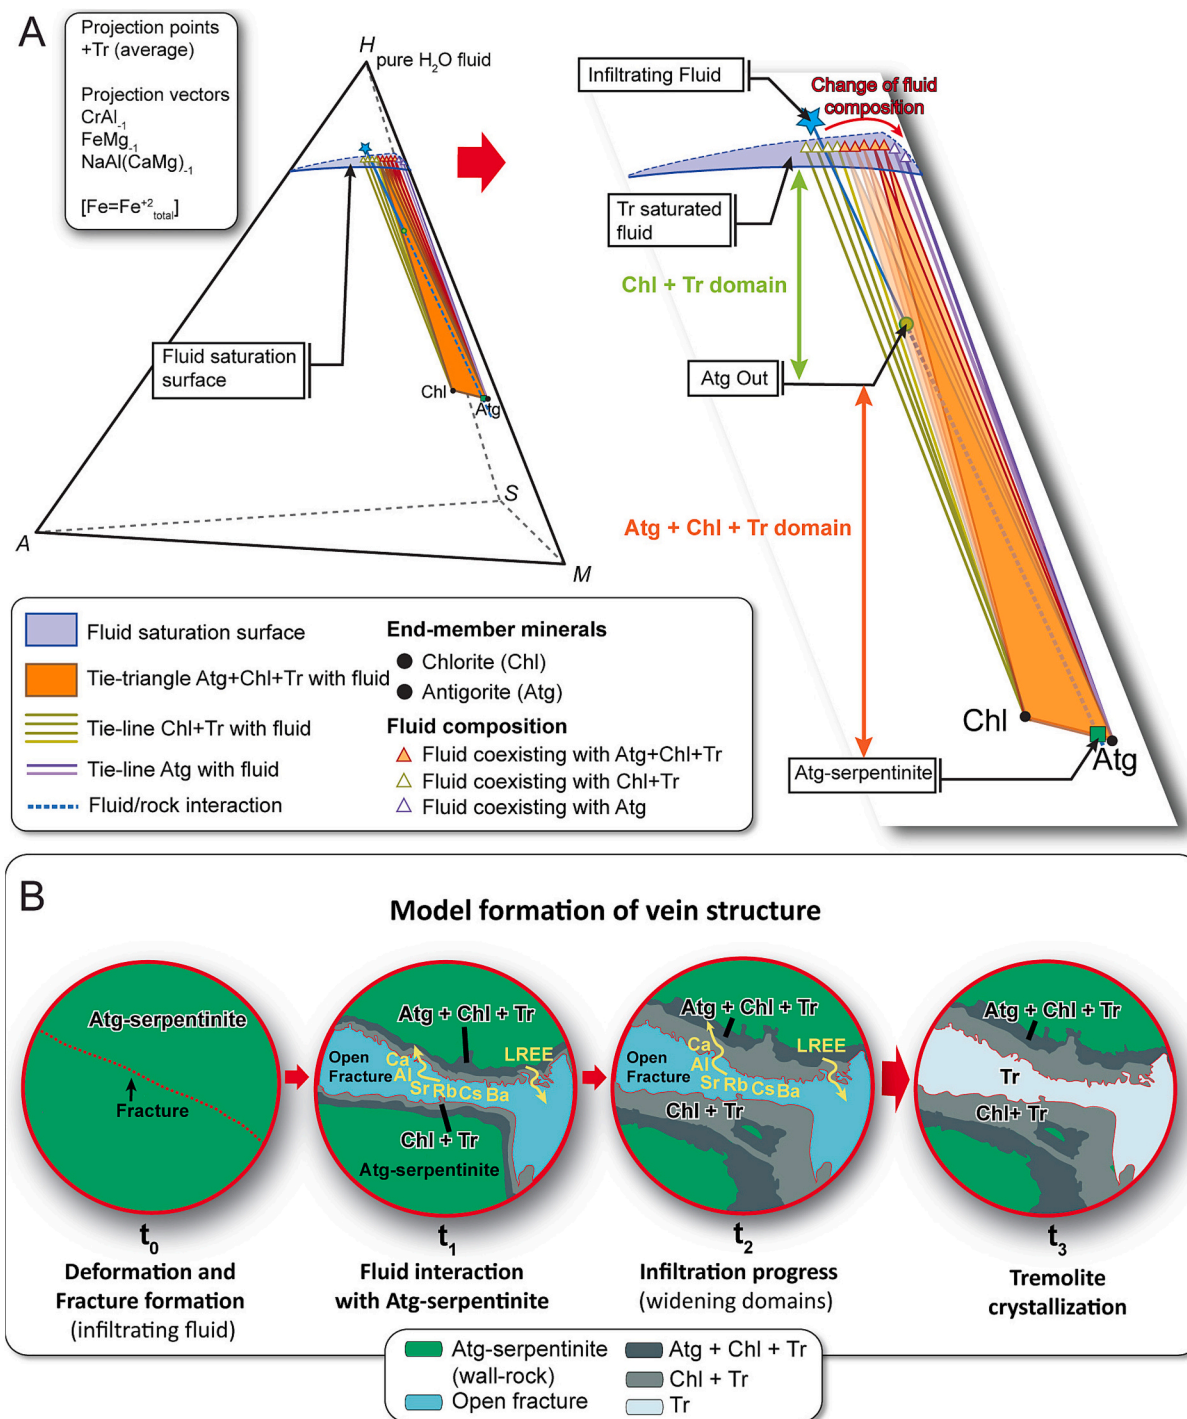 A
Projection points
+Tr (average)
Projection vectors
CrAl₋₁
FeMg₋₁
NaAl(CaMg)₋₁
[Fe=Fe⁺²total]
H
pure H₂O fluid
Fluid saturation
surface
Chl
Atg
S
A
M
Infiltrating Fluid
Change of fluid
composition
Tr saturated
fluid
Chl + Tr domain
Atg Out
Atg + Chl + Tr domain
Chl
Atg
Atg-serpentinite
Fluid saturation surface
Tie-triangle Atg+Chl+Tr with fluid
Tie-line Chl+Tr with fluid
Tie-line Atg with fluid
Fluid/rock interaction
End-member minerals
Chlorite (Chl)
Antigorite (Atg)
Fluid composition
Fluid coexisting with Atg+Chl+Tr
Fluid coexisting with Chl+Tr
Fluid coexisting with Atg
B
Model formation of vein structure
Atg-serpentinite
Fracture
t₀
Deformation and
Fracture formation
(infiltrating fluid)
Atg + Chl + Tr
Open
Fracture
Ca
Al
Sr Rb Cs Ba
LREE
Chl + Tr
Atg-serpentinite
t₁
Fluid interaction
with Atg-serpentinite
Atg + Chl + Tr
Open
Fracture
Ca
Al
Sr Rb Cs Ba
LREE
Chl + Tr
t₂
Infiltration progress
(widening domains)
Atg + Chl + Tr
Tr
Chl+ Tr
t₃
Tremolite
crystallization
Atg-serpentinite
(wall-rock)
Open fracture
Atg + Chl + Tr
Chl + Tr
Tr